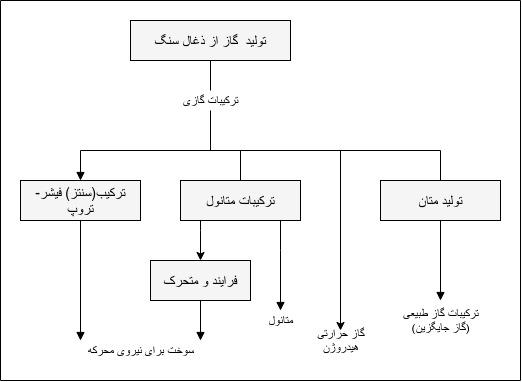 تولید گاز از ذغال سنگ
ترکیبات گازی
ترکیب(سنتز) فیشر-
تروپ
ترکیبات متانول
تولید متان
فرایند و متحرک
متانول
گاز حرارتی
هیدروژن
ترکیبات گاز طبیعی
(گاز جایگزین)
سوخت برای نیروی محرکه